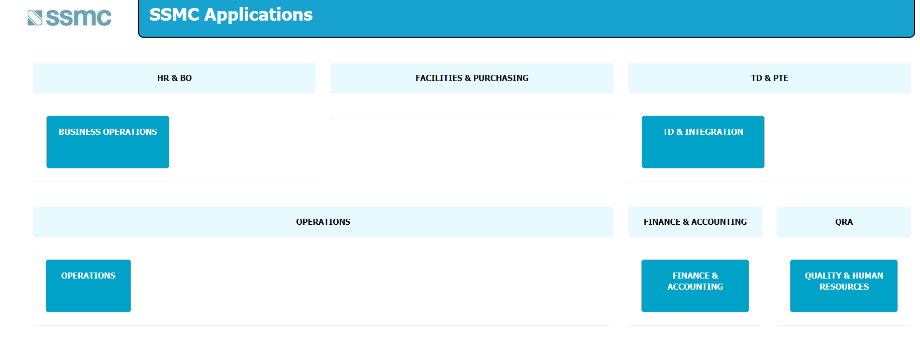 ssmc
SSMC Applications
HR & BO
FACILITIES & PURCHASING
TD & PTE
BUSINESS OPERATIONS
TD & INTEGRATION
OPERATIONS
FINANCE & ACCOUNTING
QRA
OPERATIONS
FINANCE &
ACCOUNTING
QUALITY & HUMAN
RESOURCES